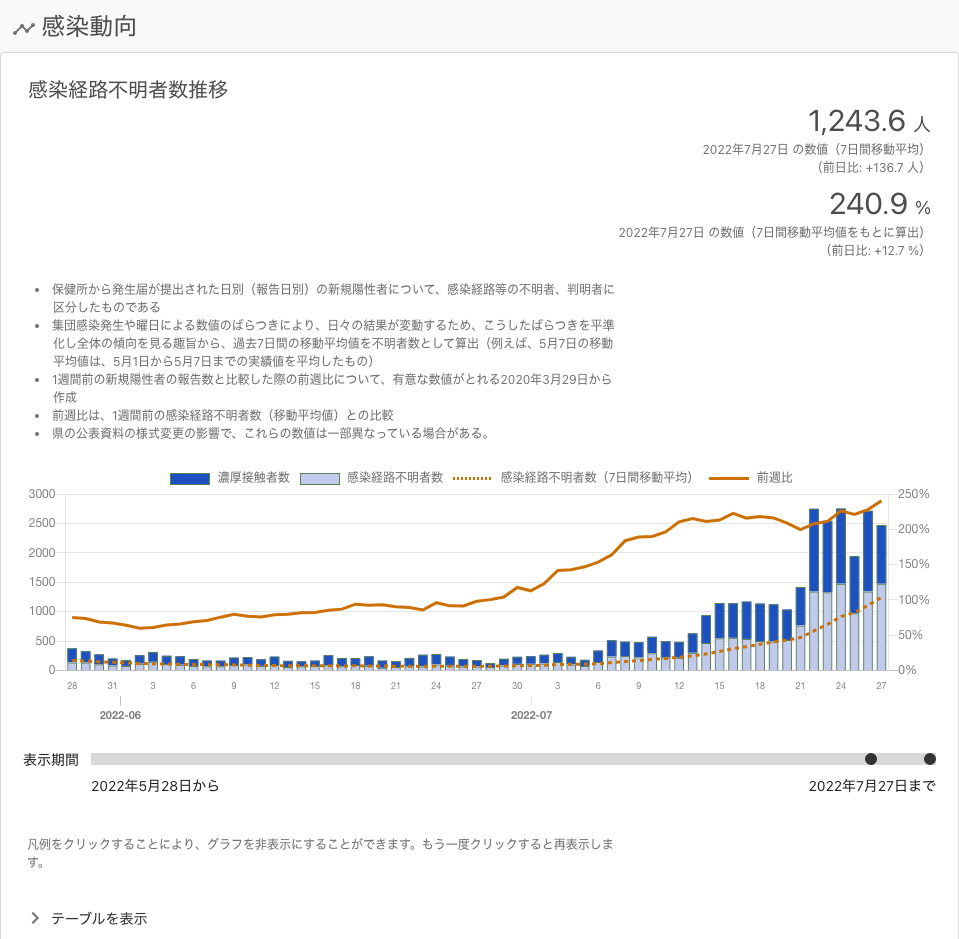 感染動向
感染経路不明者数推移
1,243.6 人
2022年7月27日 の数値（7日間移動平均）
（前日比: +136.7 人）
240.9 %
2022年7月27日 の数値（7日間移動平均値をもとに算出）
（前日比: +12.7 %）
• 保健所から発生届が提出された日別（報告日別）の新規陽性者について、感染経路等の不明者、判明者に
区分したものである
• 集団感染発生や曜日による数値のばらつきにより、日々の結果が変動するため、こうしたばらつきを平準
化し全体の傾向を見る趣旨から、過去7日間の移動平均値を不明者数として算出（例えば、5月7日の移動
平均値は、5月1日から5月7日までの実績値を平均したもの）
• 1週間前の新規陽性者の報告数と比較した際の前週比について、有意な数値がとれる2020年3月29日から
作成
• 前週比は、1週間前の感染経路不明者数（移動平均値）との比較
• 県の公表資料の様式変更の影響で、これらの数値は一部異なっている場合がある。
濃厚接触者数 感染経路不明者数 感染経路不明者数（7日間移動平均） 前週比
3000 250%
2500 200%
2000 150%
1500
1000 100%
500 50%
0 0%
28 31 3 6 9 12 15 18 21 24 27 30 3 6 9 12 15 18 21 24 27
2022-06 2022-07
表示期間
2022年5月28日から 2022年7月27日まで
凡例をクリックすることにより、グラフを非表示にすることができます。もう一度クリックすると再表示しま
す。
テーブルを表示